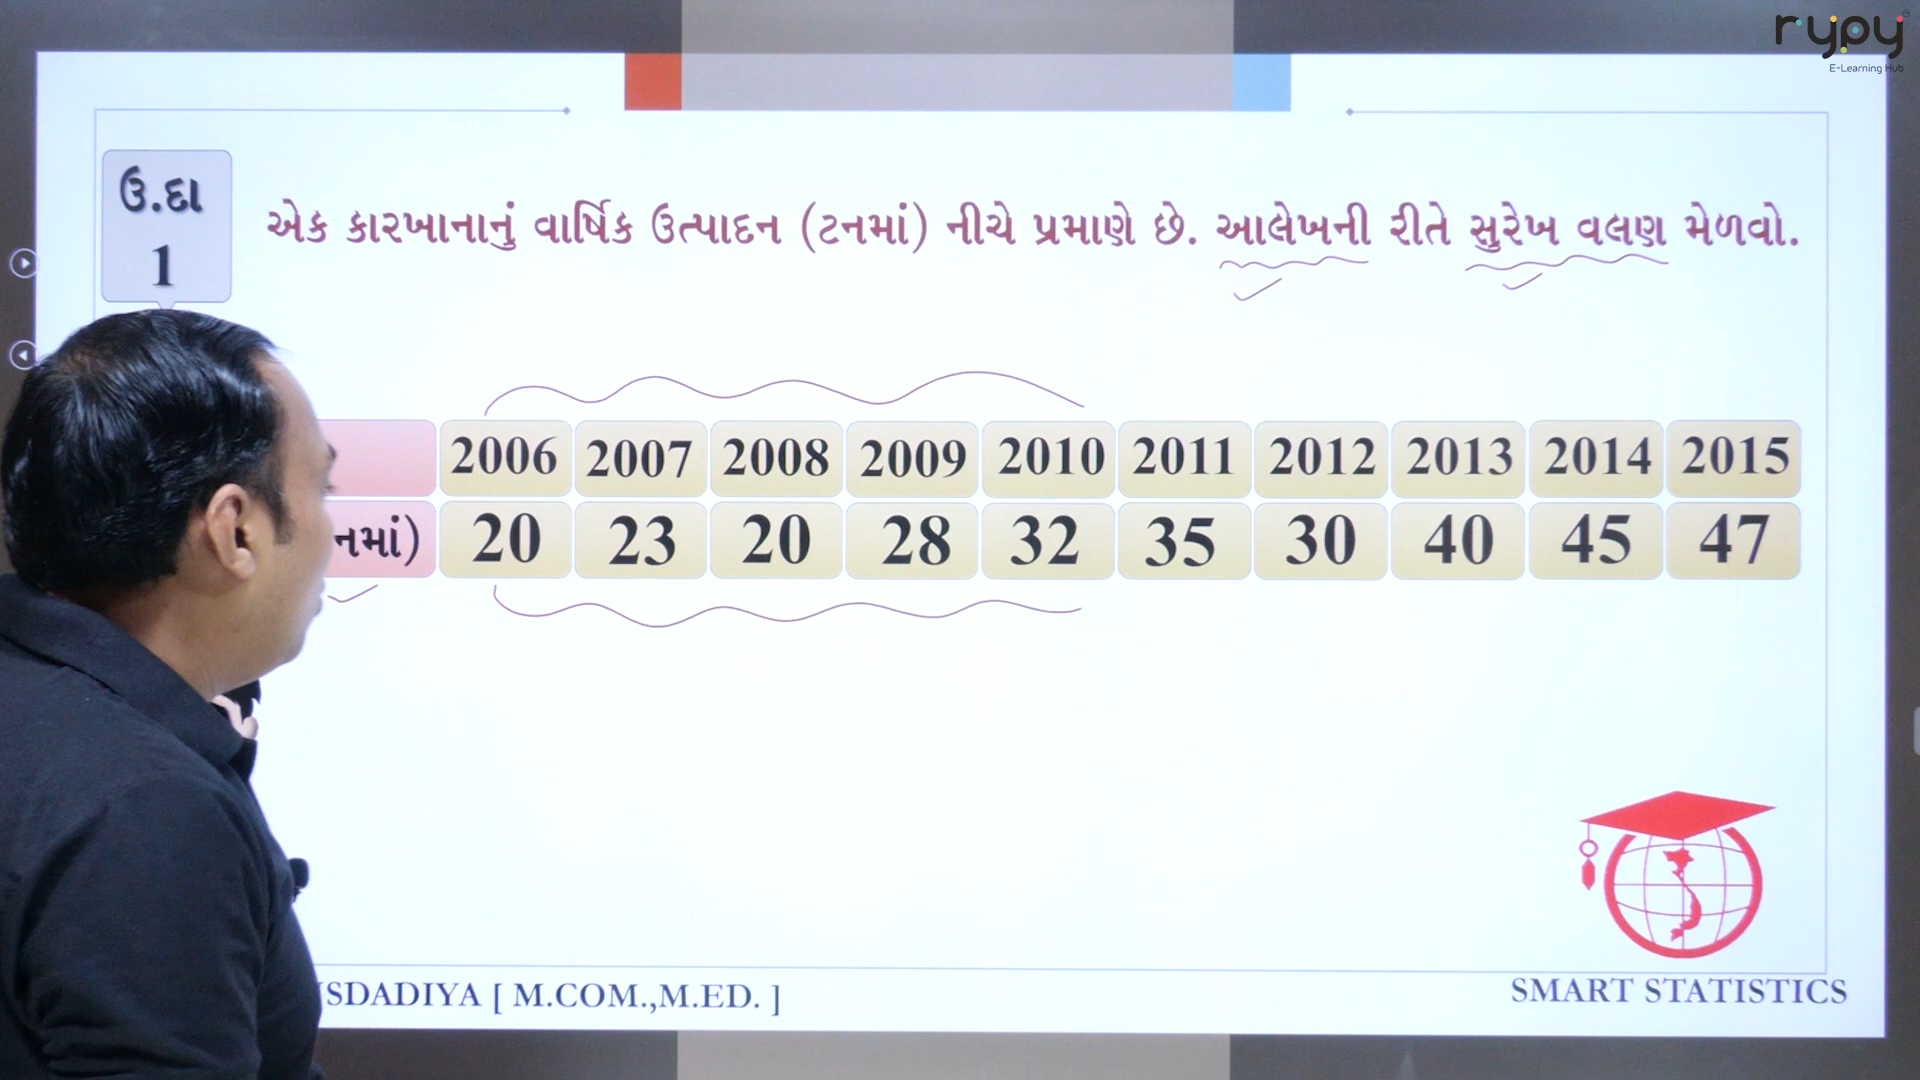 rypy
E-Learning Hub
ઉ.દા
1
એક કારખાનાનું વાર્ષિક ઉત્પાદન (ટનમાં) નીચે પ્રમાણે છે. આલેખની રીતે સુરેખ વલણ મેળવો.
2006 2007 2008 2009 2010 2011 2012 2013 2014 2015
નમાં) 20 23 20 28 32 35 30 40 45 47
SDADIYA [ M.COM.,M.ED. ]
SMART STATISTICS